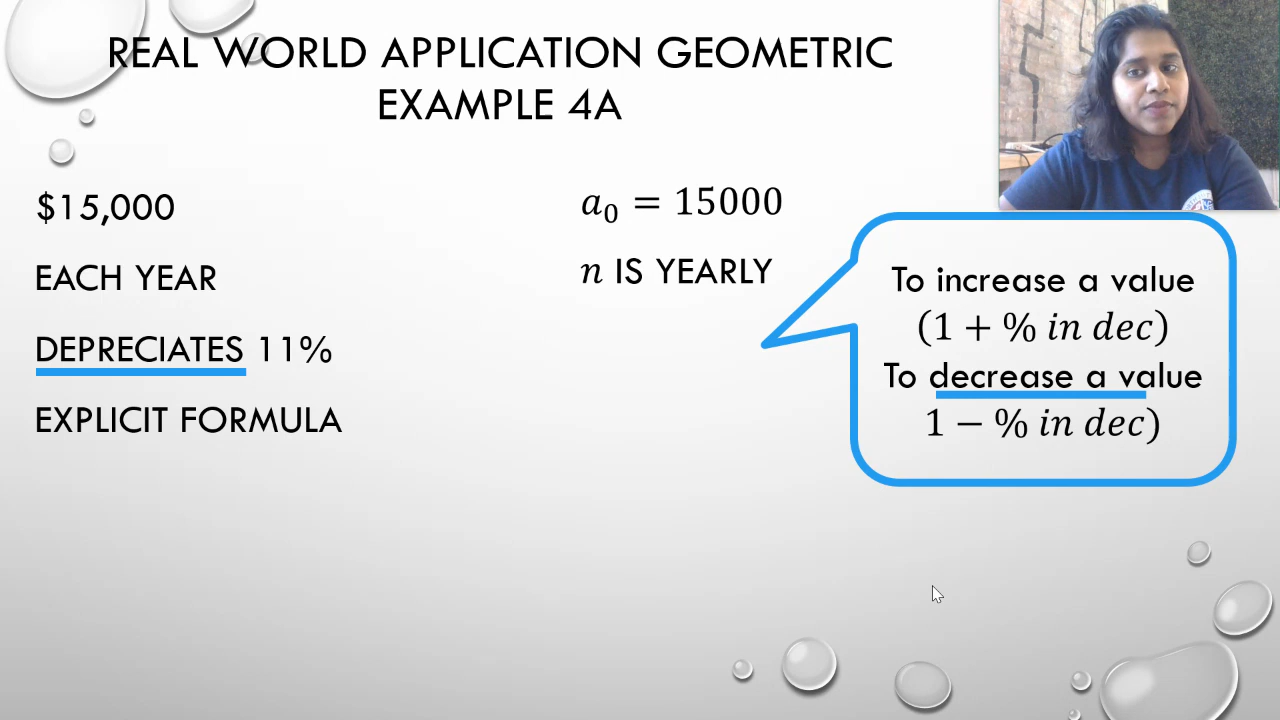 REAL WORLD APPLICATION GEOMETRIC
EXAMPLE 4A
$15,000
EACH YEAR
DEPRECIATES 11%
EXPLICIT FORMULA
𝑎₀ = 15000
𝑛 IS YEARLY
To increase a value
(1 + % 𝑖𝑛 𝑑𝑒𝑐)
To decrease a value
1 − % 𝑖𝑛 𝑑𝑒𝑐)